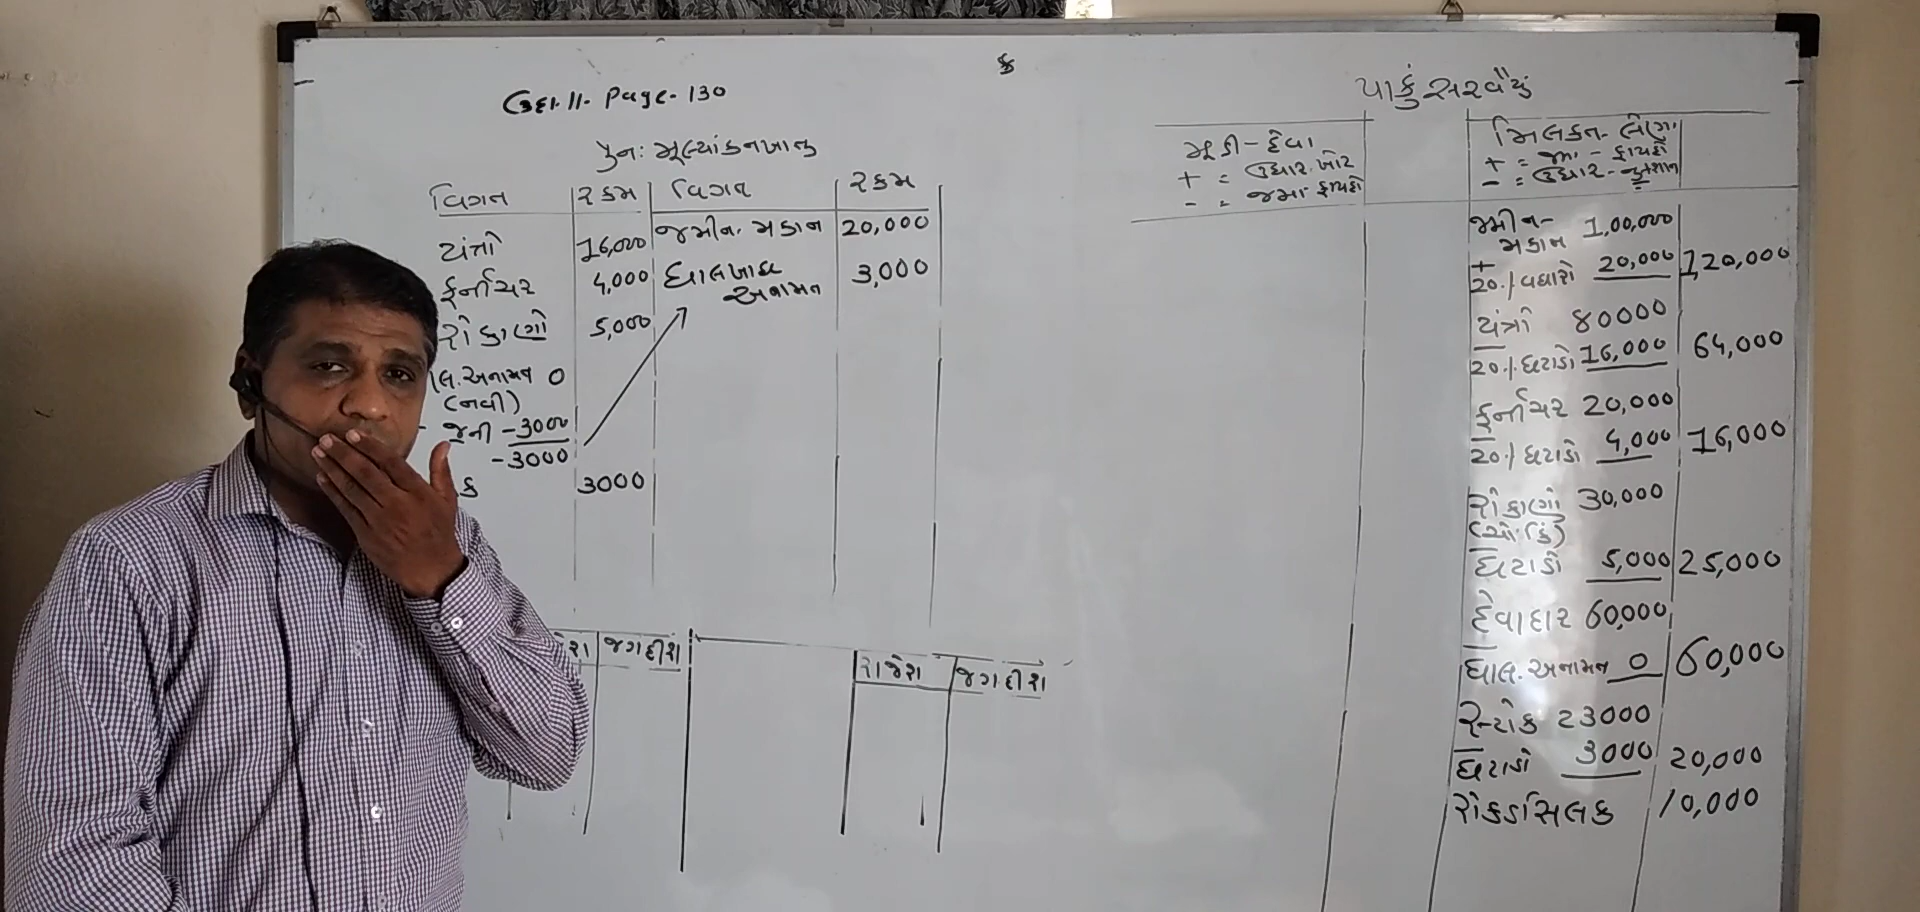 ઉદા.11. Page-130
ક
પુનઃમૂલ્યાંકનખાતુ
વિગત રકમ વિગત રકમ
યંત્રો 16,000 જમીન. મકાન 20,000
ફર્નીચર 4,000 ઘાલખાધ અનામત 3,000
રોકાણો 5,000
લ.અનામત 0
(નવી)
- જુની -3000
-3000
ક 3000
જગદીશ
રાજેશ જગદીશ
પાકું સરવૈયું
મૂડી-દેવા
+ = ઉધાર.ખોટ
- = જમા-ફાયદો
મિલકત-લેણા
+ = જમા-ફાયદો
- = ઉધાર-નુકશાન
જમીન- 1,00,000
મકાન
+ 20,000 1,20,000
20./. વધારો
યંત્રો 80000
20./. ઘટાડો 16,000 64,000
ફર્નીચર 20,000
20./. ઘટાડો 4,000 16,000
રોકાણો 30,000
(ઓ.કિં)
ઘટાડો 5,000 25,000
દેવાદાર 60,000
ઘાલ.અનામત 0 60,000
સ્ટોક 23000
ઘટાડો 3000 20,000
રોકડસિલક 10,000